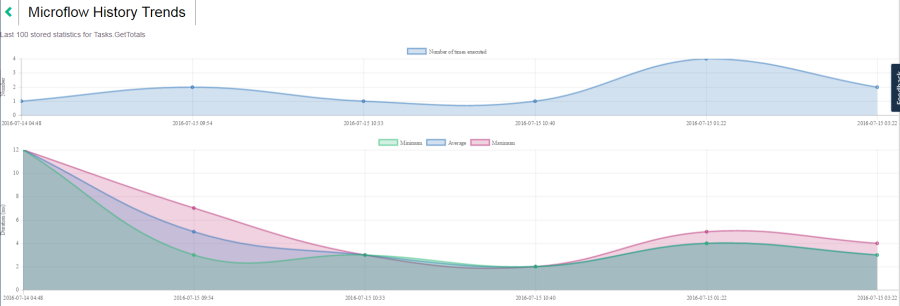 Microflow History Trends
Last 100 stored statistics for Tasks.GetTotals
Number of times executed
4
3
2
1
0
Number
2016-07-14 04:48 2016-07-15 09:54 2016-07-15 10:33 2016-07-15 10:40 2016-07-15 01:22 2016-07-15 03:22
Feedback
Minimum Average Maximum
12
10
8
6
4
2
0
Duration (ms)
2016-07-14 04:48 2016-07-15 09:54 2016-07-15 10:33 2016-07-15 10:40 2016-07-15 01:22 2016-07-15 03:22